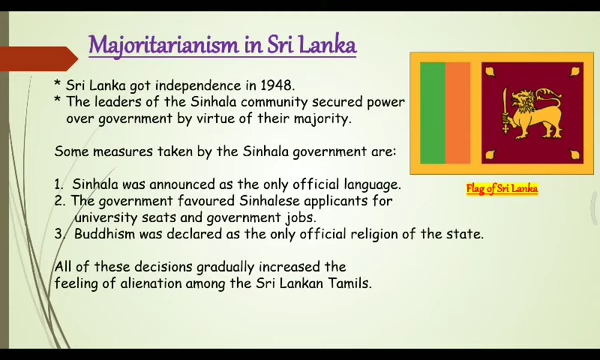 Majoritarianism in Sri Lanka
* Sri Lanka got independence in 1948.
* The leaders of the Sinhala community secured power
over government by virtue of their majority.
Some measures taken by the Sinhala government are:
1. Sinhala was announced as the only official language.
2. The government favoured Sinhalese applicants for
university seats and government jobs.
3. Buddhism was declared as the only official religion of the state.
All of these decisions gradually increased the
feeling of alienation among the Sri Lankan Tamils.
Flag of Sri Lanka